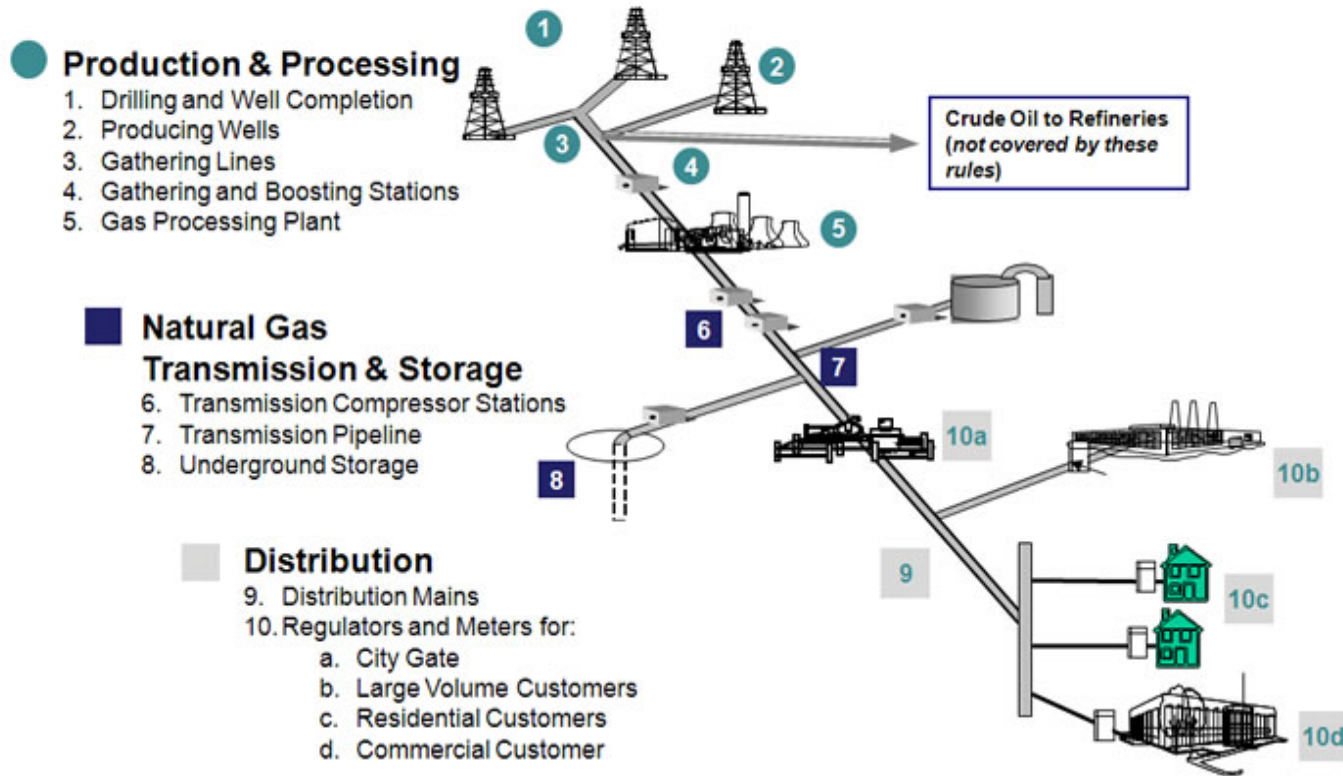 Production & Processing
1. Drilling and Well Completion
2. Producing Wells
3. Gathering Lines
4. Gathering and Boosting Stations
5. Gas Processing Plant
Natural Gas
Transmission & Storage
6. Transmission Compressor Stations
7. Transmission Pipeline
8. Underground Storage
Distribution
9. Distribution Mains
10. Regulators and Meters for:
a. City Gate
b. Large Volume Customers
c. Residential Customers
d. Commercial Customer
1
2
3
4
5
Crude Oil to Refineries
(not covered by these
rules)
6
7
8
10a
10b
9
10c
10d